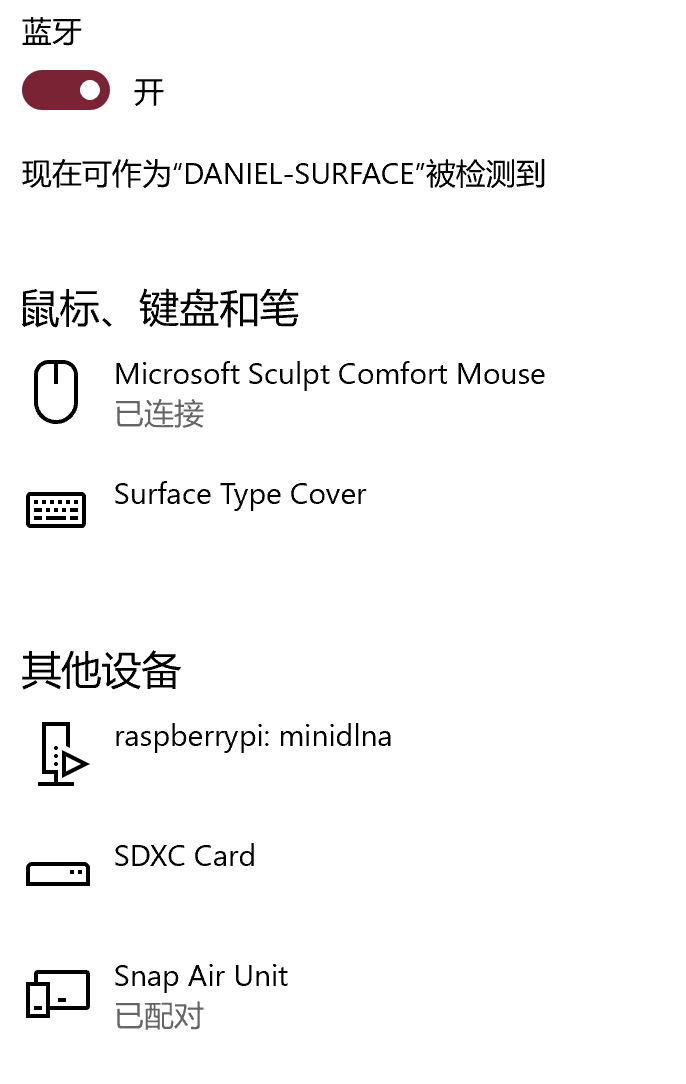 蓝牙
开
现在可作为“DANIEL-SURFACE”被检测到
鼠标、键盘和笔
Microsoft Sculpt Comfort Mouse
已连接
Surface Type Cover
其他设备
raspberrypi: minidlna
SDXC Card
Snap Air Unit
已配对